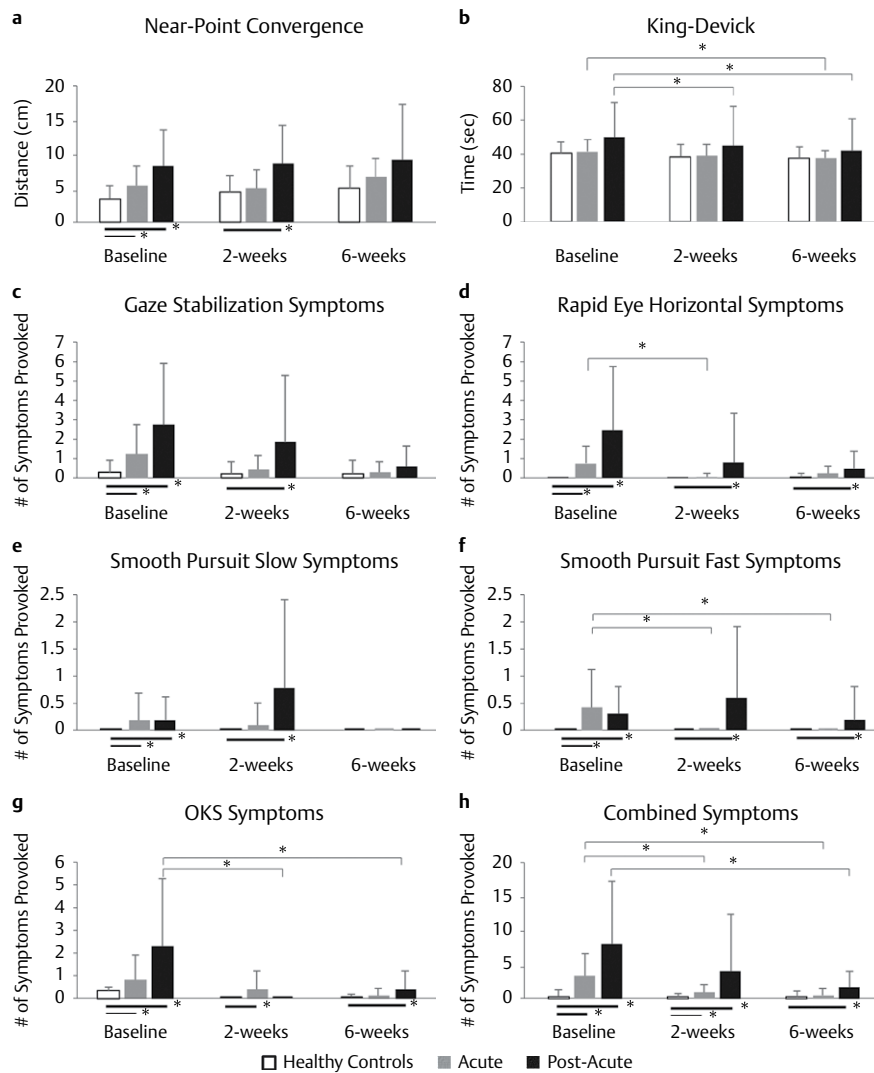 a
Near-Point Convergence
Distance (cm)
20
15
10
5
0
*
*
*
Baseline
2-weeks
6-weeks
b
King-Devick
Time (sec)
80
60
40
20
0
*
*
*
Baseline
2-weeks
6-weeks
c
Gaze Stabilization Symptoms
# of Symptoms Provoked
7
6
5
4
3
2
1
0
*
*
*
Baseline
2-weeks
6-weeks
d
Rapid Eye Horizontal Symptoms
# of Symptoms Provoked
7
6
5
4
3
2
1
0
*
*
*
*
*
Baseline
2-weeks
6-weeks
e
Smooth Pursuit Slow Symptoms
# of Symptoms Provoked
2.5
2
1.5
1
0.5
0
*
*
*
Baseline
2-weeks
6-weeks
f
Smooth Pursuit Fast Symptoms
# of Symptoms Provoked
2.5
2
1.5
1
0.5
0
*
*
*
*
*
*
Baseline
2-weeks
6-weeks
g
OKS Symptoms
# of Symptoms Provoked
6
5
4
3
2
1
0
*
*
*
*
*
*
Baseline
2-weeks
6-weeks
h
Combined Symptoms
# of Symptoms Provoked
20
15
10
5
0
*
*
*
*
*
*
*
*
Baseline
2-weeks
6-weeks
Healthy Controls
Acute
Post-Acute